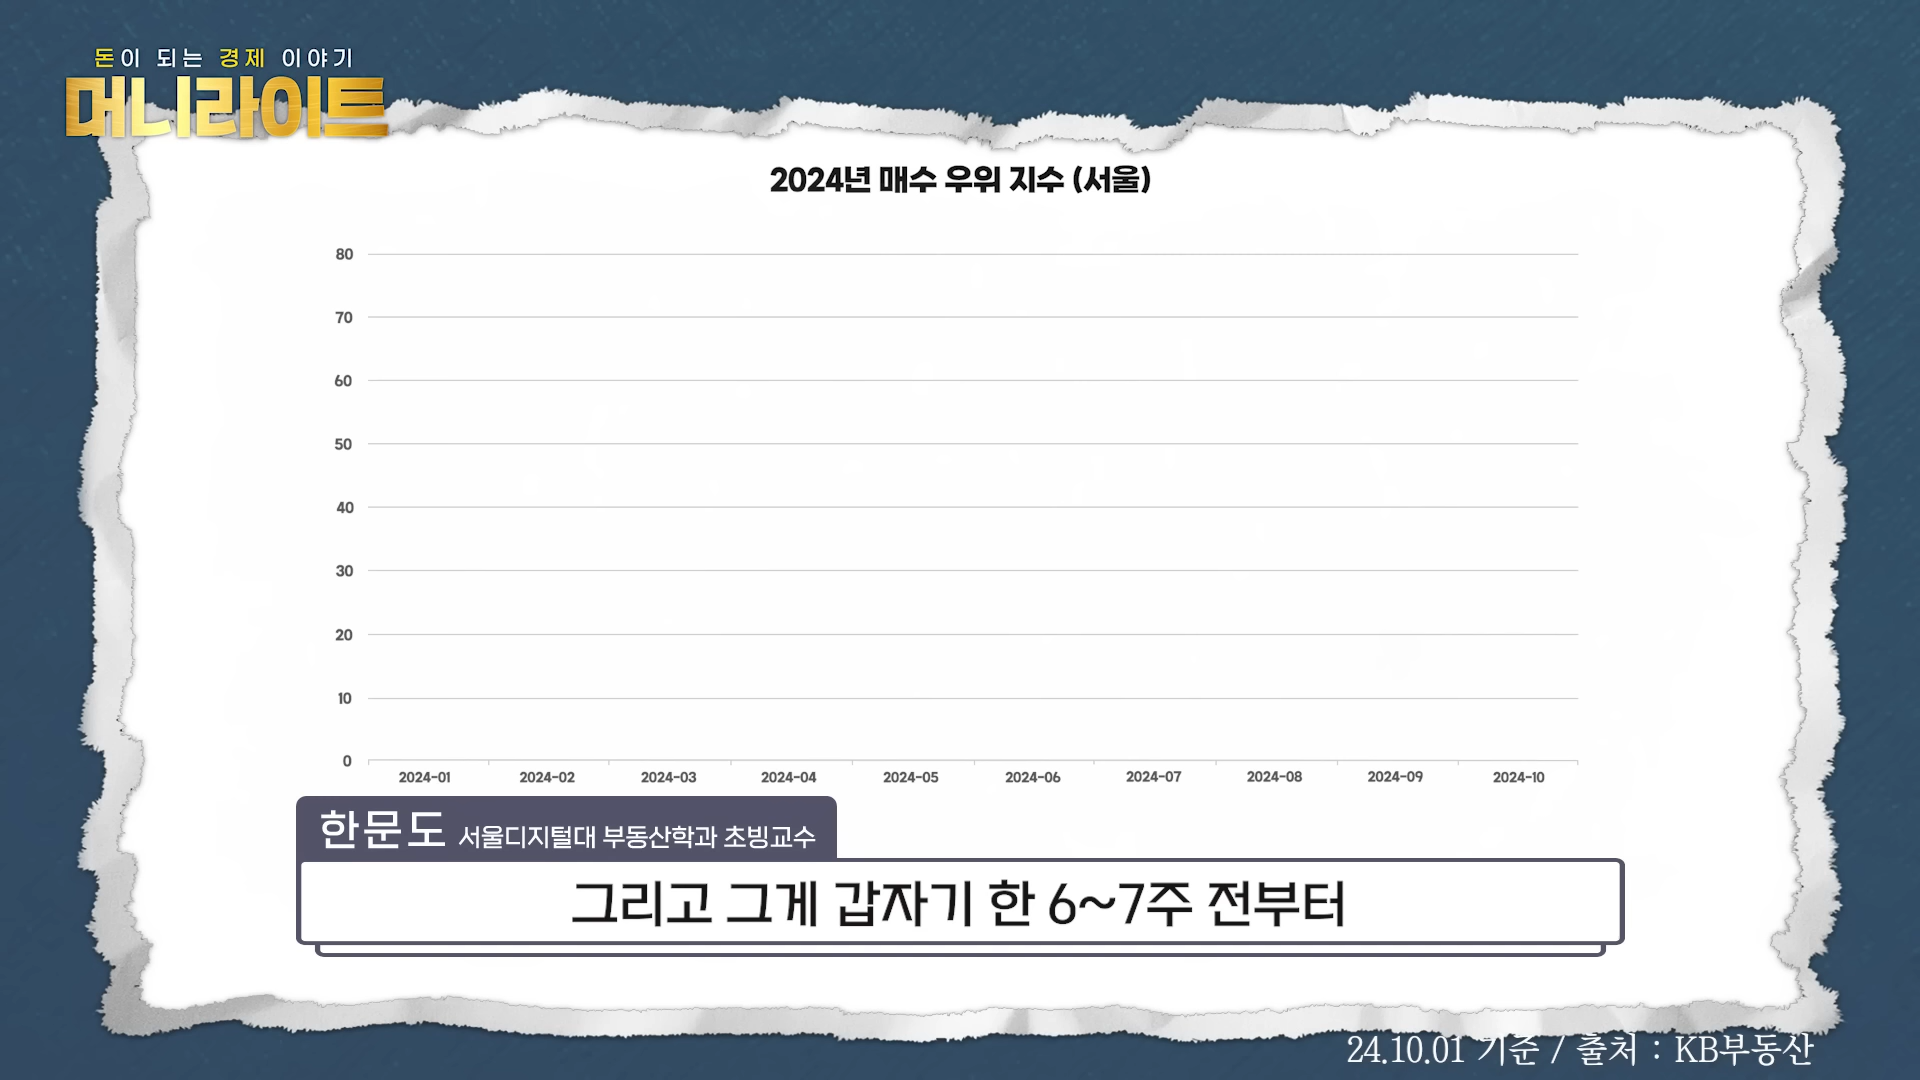 돈이 되는 경제 이야기
머니라이트
2024년 매수 우위 지수 (서울)
80
70
60
50
40
30
20
10
0
2024-01 2024-02 2024-03 2024-04 2024-05 2024-06 2024-07 2024-08 2024-09 2024-10
한문도 서울디지털대 부동산학과 초빙교수
그리고 그게 갑자기 한 6~7주 전부터
24.10.01 기준 / 출처 : KB부동산